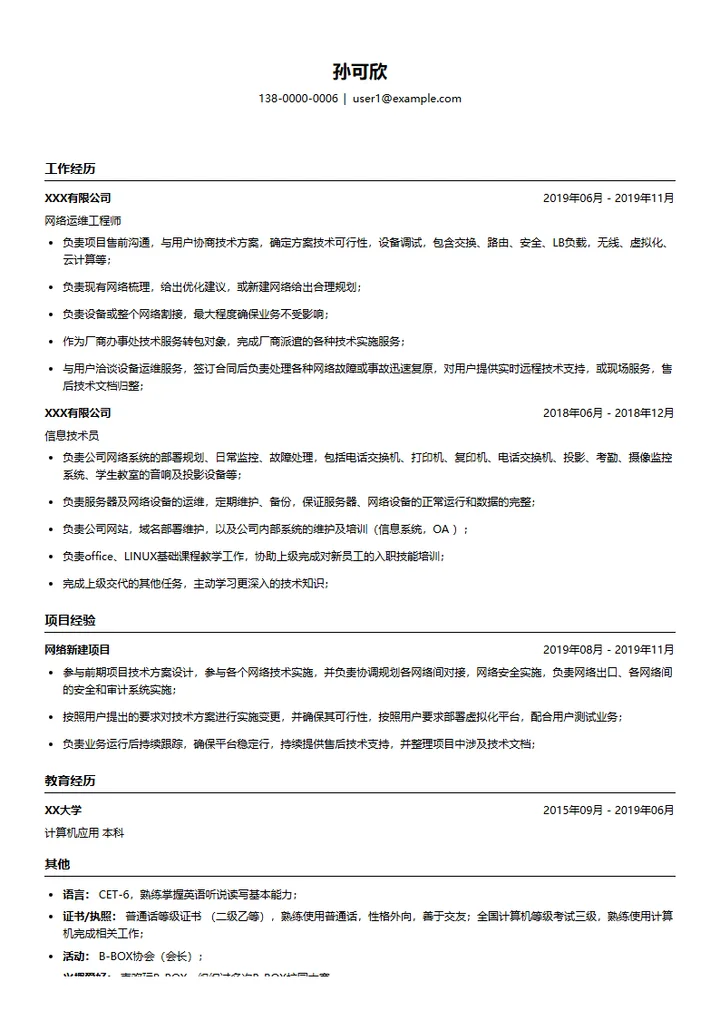 孙可欣
138-0000-0006 | user1@example.com
工作经历
XXX有限公司 2019年06月 - 2019年11月
网络运维工程师
• 负责项目售前沟通，与用户协商技术方案，确定方案技术可行性，设备调试，包含交换、路由、安全、LB负载，无线、虚拟化、
云计算等；
• 负责现有网络梳理，给出优化建议，或新建网络给出合理规划；
• 负责设备或整个网络割接，最大程度确保业务不受影响；
• 作为厂商办事处技术服务转包对象，完成厂商派遣的各种技术实施服务；
• 与用户洽谈设备运维服务，签订合同后负责处理各种网络故障或事故迅速复原，对用户提供实时远程技术支持，或现场服务，售
后技术文档归整；
XXX有限公司 2018年06月 - 2018年12月
信息技术员
• 负责公司网络系统的部署规划、日常监控、故障处理，包括电话交换机、打印机、复印机、电话交换机、投影、考勤、摄像监控
系统、学生教室的音响及投影设备等；
• 负责服务器及网络设备的运维，定期维护、备份，保证服务器、网络设备的正常运行和数据的完整；
• 负责公司网站，域名部署维护，以及公司内部系统的维护及培训（信息系统，OA ）；
• 负责office、LINUX基础课程教学工作，协助上级完成对新员工的入职技能培训；
• 完成上级交代的其他任务，主动学习更深入的技术知识；
项目经验
网络新建项目 2019年08月 - 2019年11月
• 参与前期项目技术方案设计，参与各个网络技术实施，并负责协调规划各网络间对接，网络安全实施，负责网络出口、各网络间
的安全和审计系统实施；
• 按照用户提出的要求对技术方案进行实施变更，并确保其可行性，按照用户要求部署虚拟化平台，配合用户测试业务；
• 负责业务运行后持续跟踪，确保平台稳定行，持续提供售后技术支持，并整理项目中涉及技术文档；
教育经历
XX大学 2015年09月 - 2019年06月
计算机应用 本科
其他
• 语言： CET-6，熟练掌握英语听说读写基本能力；
• 证书/执照： 普通话等级证书 （二级乙等），熟练使用普通话，性格外向，善于交友；全国计算机等级考试三级，熟练使用计算
机完成相关工作；
• 活动： B-BOX协会（会长）；